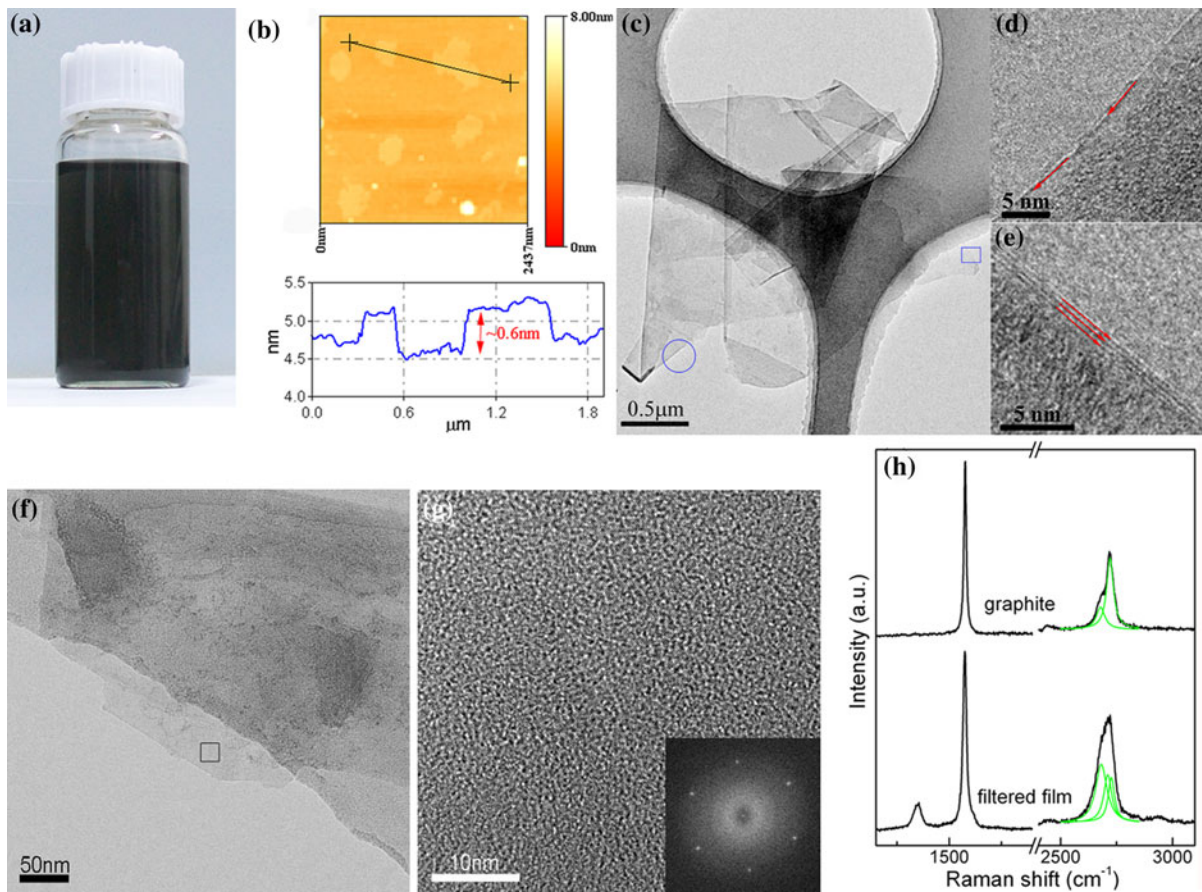 (a)
(b)
8.00nm
0nm
0nm
2437nm
5.5
5.0
4.5
4.0
nm
~0.6nm
0.0 0.6 1.2 1.8
μm
(c)
0.5μm
(d)
5 nm
(e)
5 nm
(f)
50nm
(g)
10nm
(h)
Intensity (a.u.)
graphite
filtered film
1500 2500 3000
Raman shift (cm⁻¹)